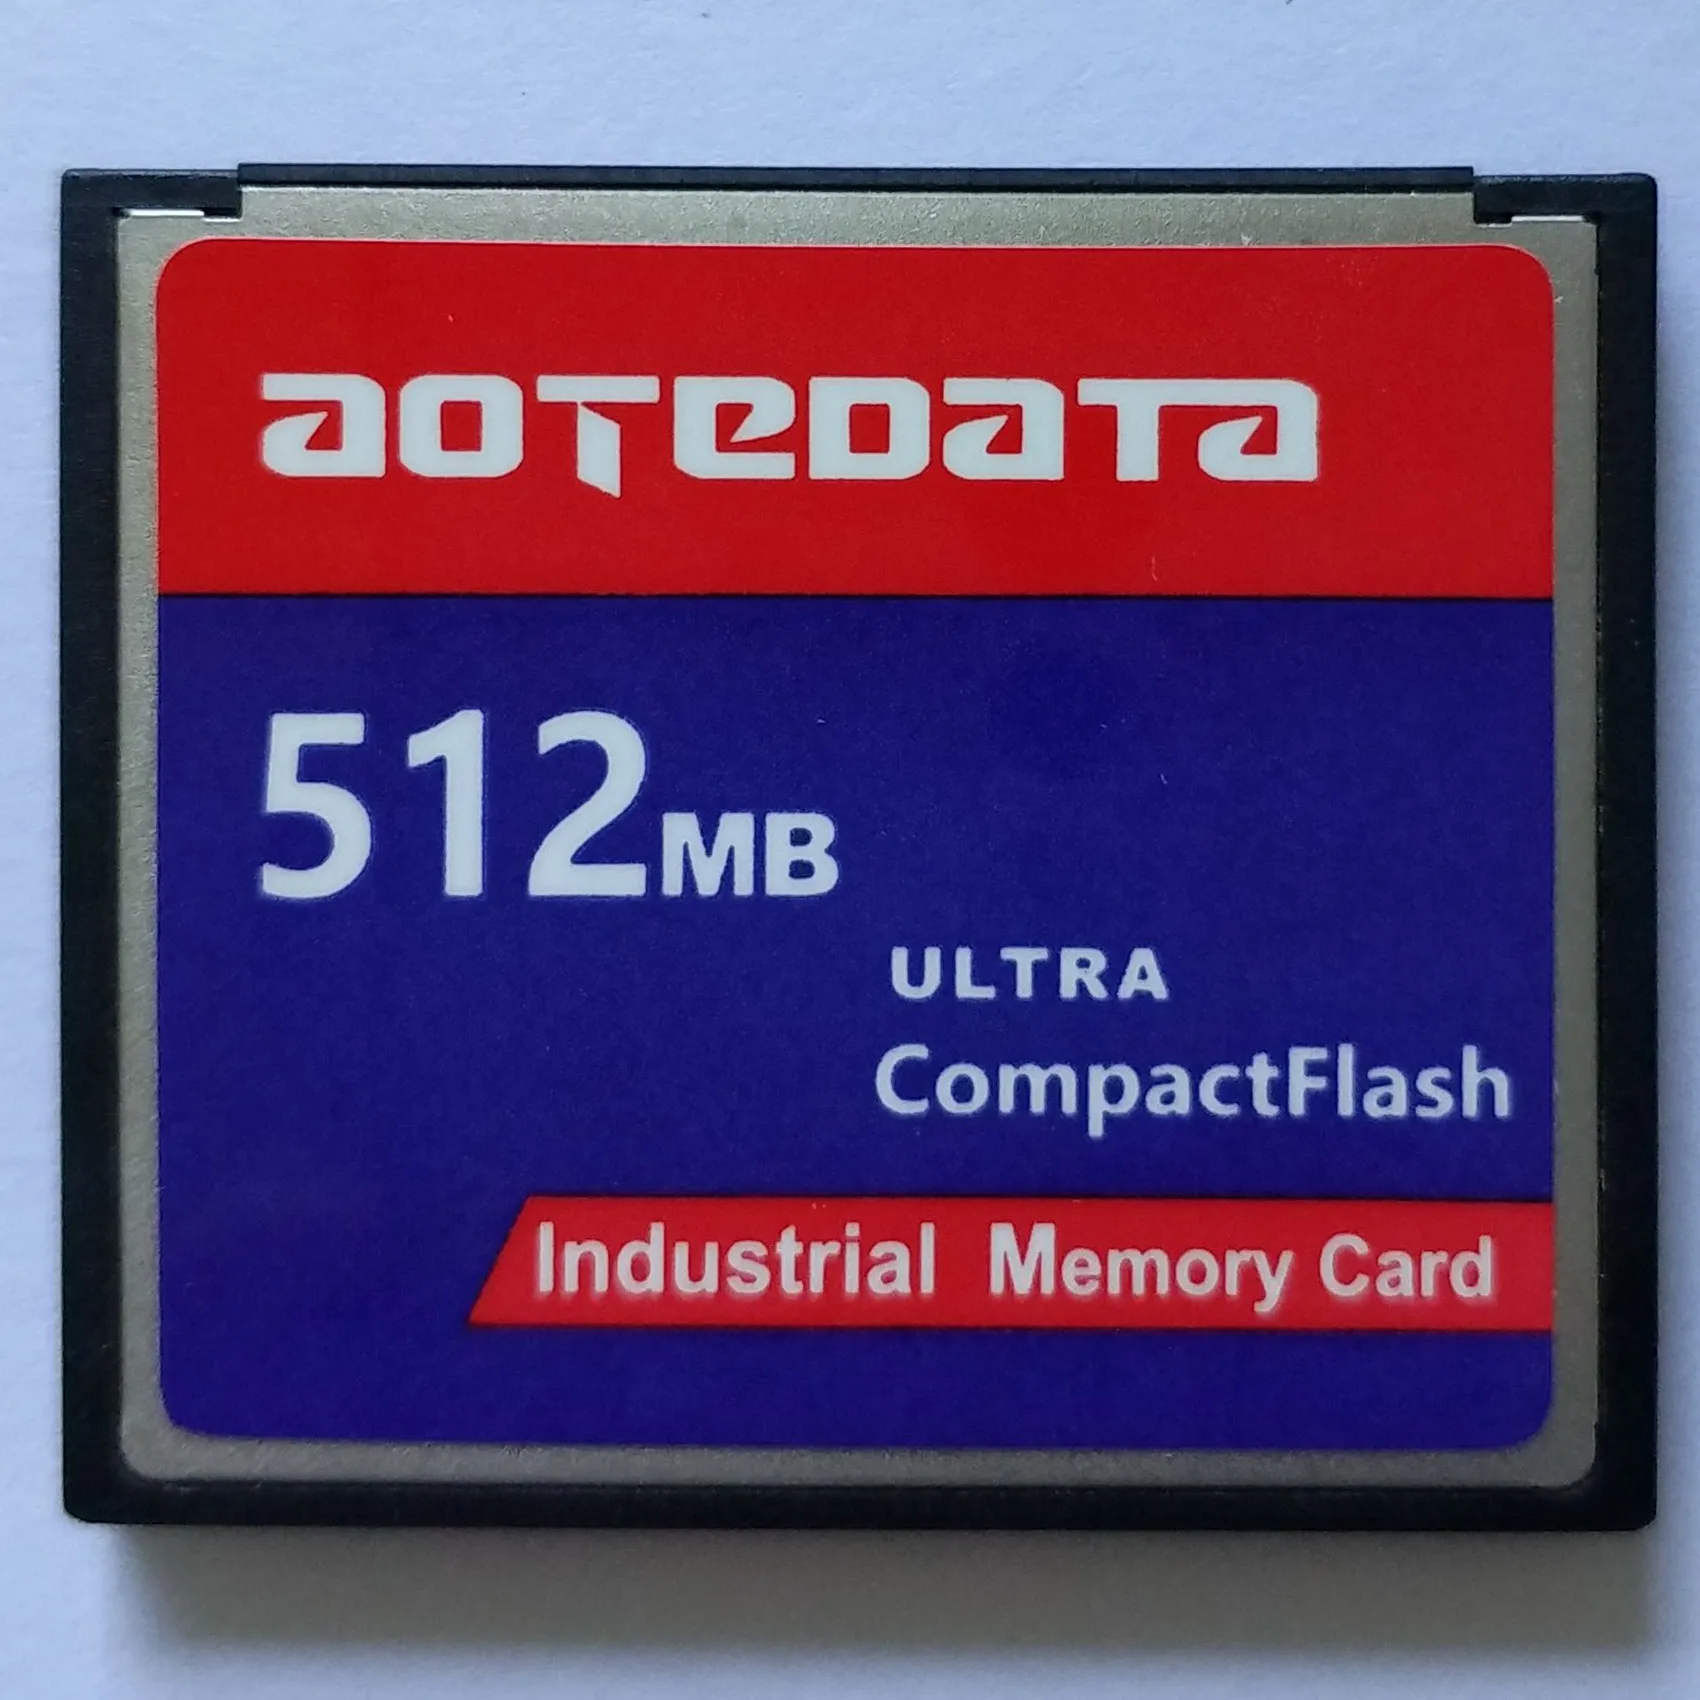 aOTeDaTa
512MB
ULTRA
CompactFlash
Industrial Memory Card